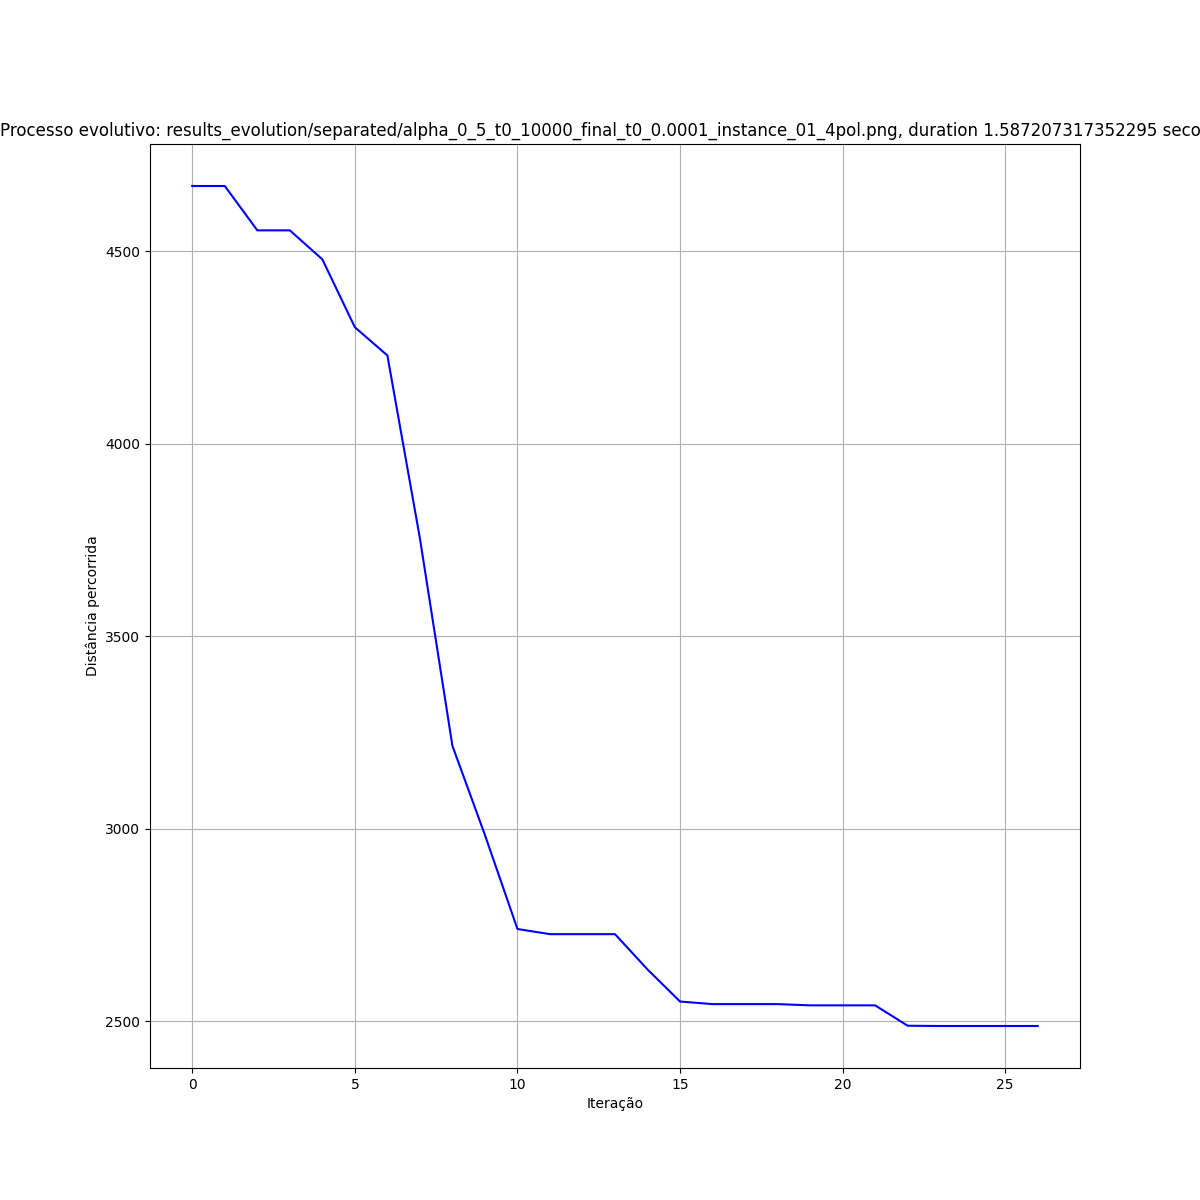 Processo evolutivo: results_evolution/separated/alpha_0_5_t0_10000_final_t0_0.0001_instance_01_4pol.png, duration 1.587207317352295 seco
4500
4000
3500
3000
2500
Distância percorrida
0 5 10 15 20 25
Iteração